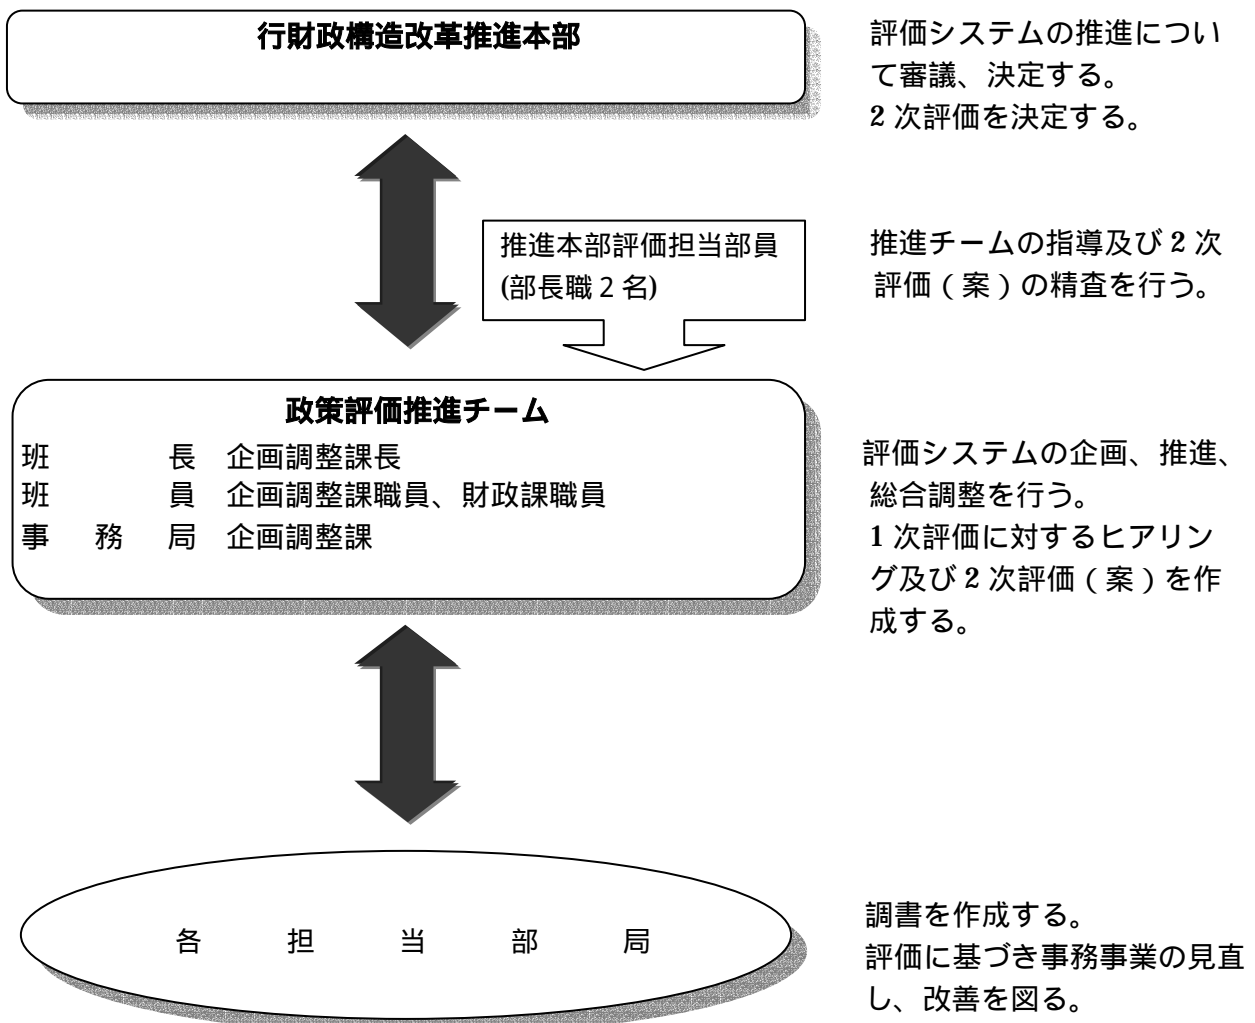 行財政構造改革推進本部
評価システムの推進につい
て審議、決定する。
2 次評価を決定する。
推進本部評価担当部員
(部長職 2 名)
推進チームの指導及び 2 次
評価（案）の精査を行う。
政策評価推進チーム
班　　　　長　企画調整課長
班　　　　員　企画調整課職員、財政課職員
事　務　局　企画調整課
評価システムの企画、推進、
総合調整を行う。
1 次評価に対するヒアリン
グ及び 2 次評価（案）を作
成する。
各　担　当　部　局
調書を作成する。
評価に基づき事務事業の見直
し、改善を図る。